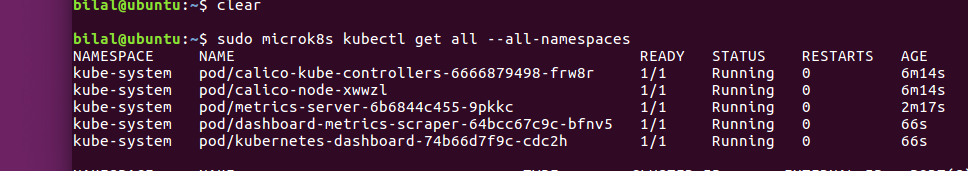 bilal@ubuntu:~$ clear
bilal@ubuntu:~$ sudo microk8s kubectl get all --all-namespaces
NAMESPACE NAME READY STATUS RESTARTS AGE
kube-system pod/calico-kube-controllers-6666879498-frw8r 1/1 Running 0 6m14s
kube-system pod/calico-node-xwwzl 1/1 Running 0 6m14s
kube-system pod/metrics-server-6b6844c455-9pkkc 1/1 Running 0 2m17s
kube-system pod/dashboard-metrics-scraper-64bcc67c9c-bfnv5 1/1 Running 0 66s
kube-system pod/kubernetes-dashboard-74b66d7f9c-cdc2h 1/1 Running 0 66s